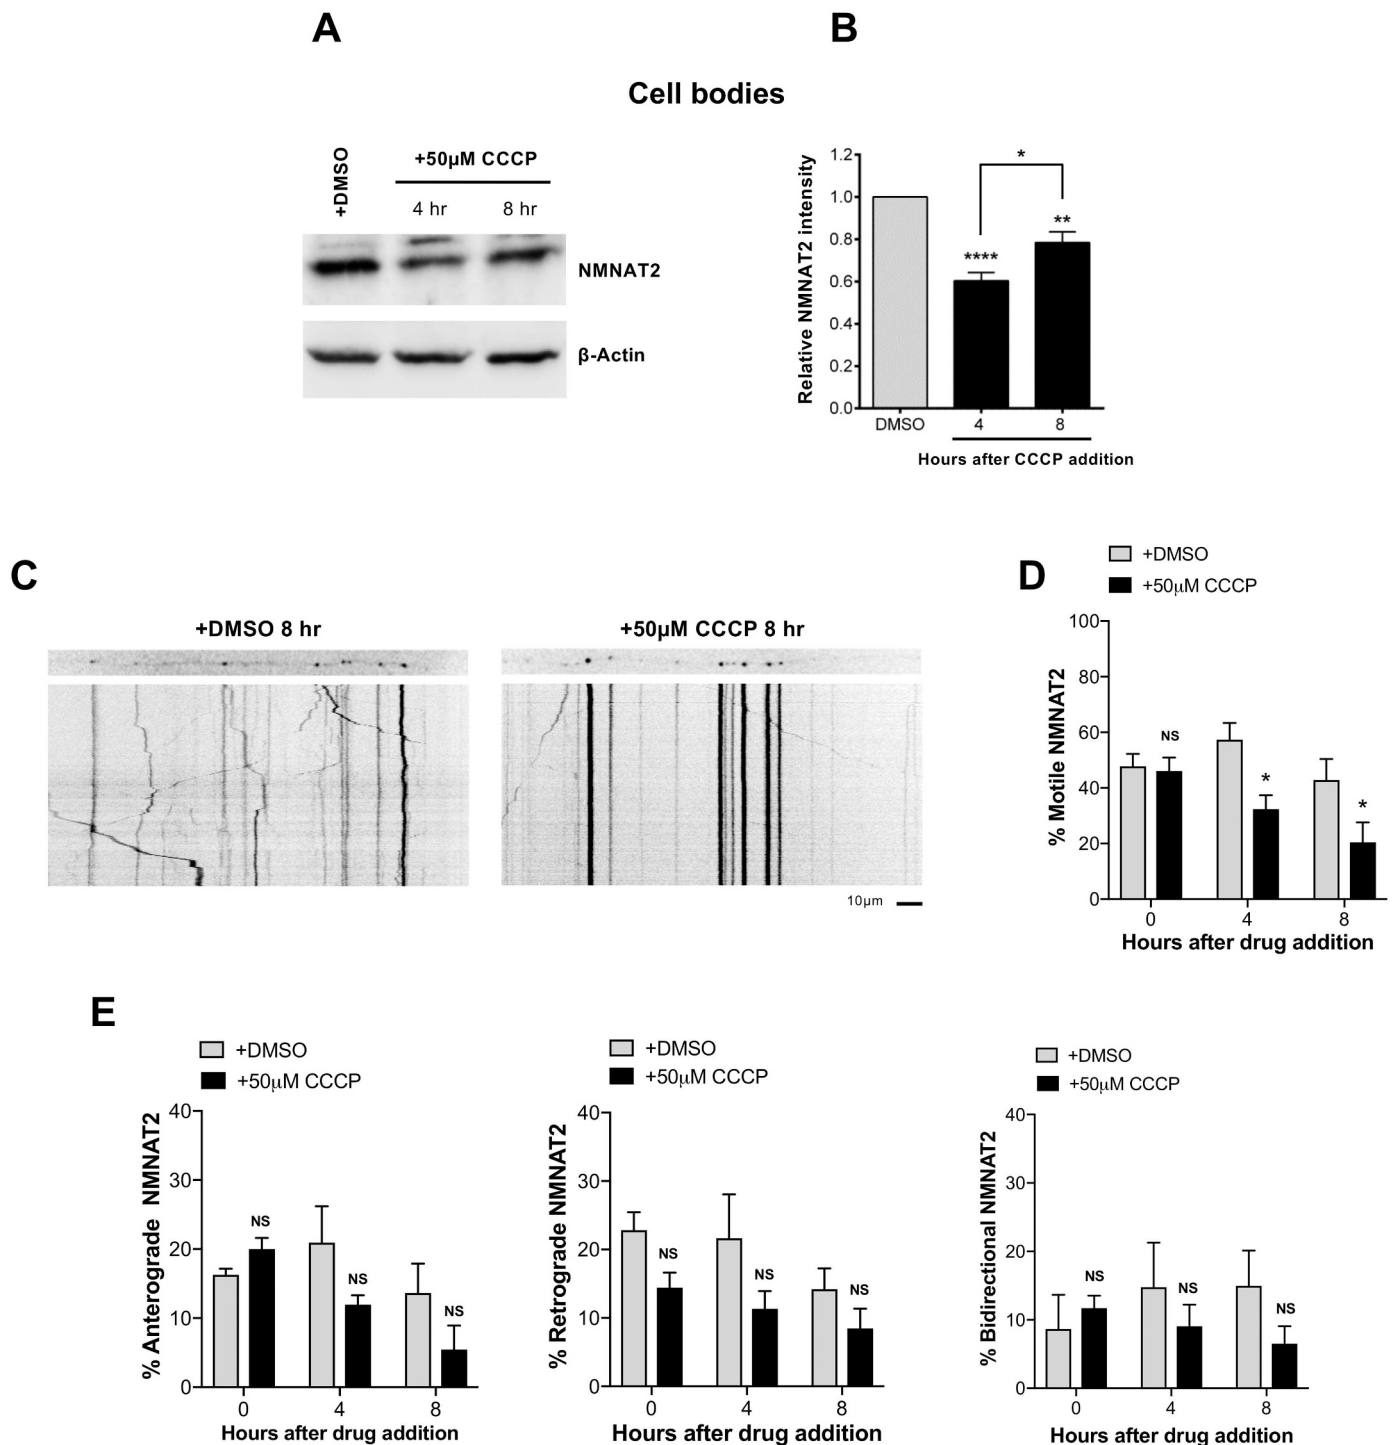 A
B
Cell bodies
+DMSO
+50µM CCCP
4 hr
8 hr
NMNAT2
β-Actin
Relative NMNAT2 intensity
1.2
1.0
0.8
0.6
0.4
0.2
0.0
*
****
**
DMSO
4
8
Hours after CCCP addition
C
+DMSO 8 hr
+50µM CCCP 8 hr
10µm
D
+DMSO
+50µM CCCP
% Motile NMNAT2
100
80
60
40
20
0
NS
*
*
0
4
8
Hours after drug addition
E
+DMSO
+50µM CCCP
% Anterograde NMNAT2
40
30
20
10
0
NS
NS
NS
0
4
8
Hours after drug addition
+DMSO
+50µM CCCP
% Retrograde NMNAT2
40
30
20
10
0
NS
NS
NS
0
4
8
Hours after drug addition
+DMSO
+50µM CCCP
% Bidirectional NMNAT2
40
30
20
10
0
NS
NS
NS
0
4
8
Hours after drug addition